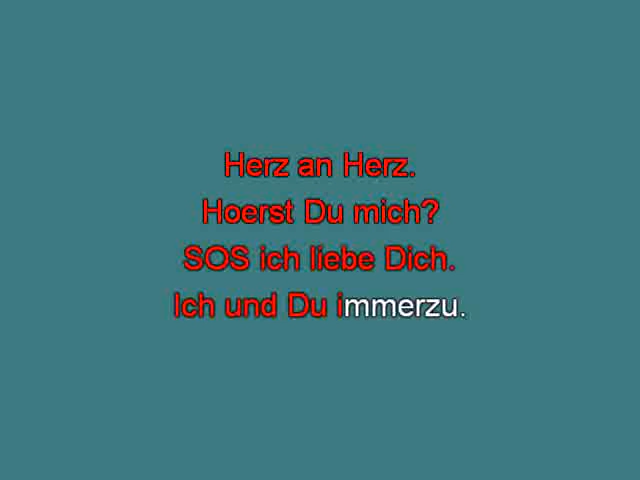 Herz an Herz.
Hoerst Du mich?
SOS ich liebe Dich.
Ich und Du immerzu.